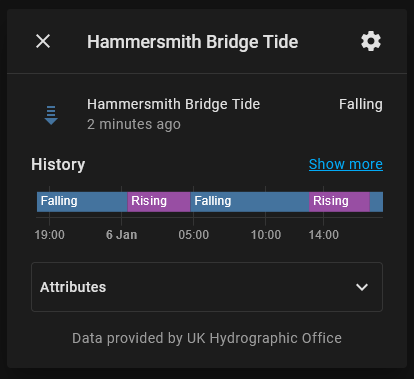 Hammersmith Bridge Tide
Hammersmith Bridge Tide Falling
2 minutes ago
History Show more
Falling Rising Falling Rising
19:00 6 Jan 05:00 10:00 14:00
Attributes
Data provided by UK Hydrographic Office